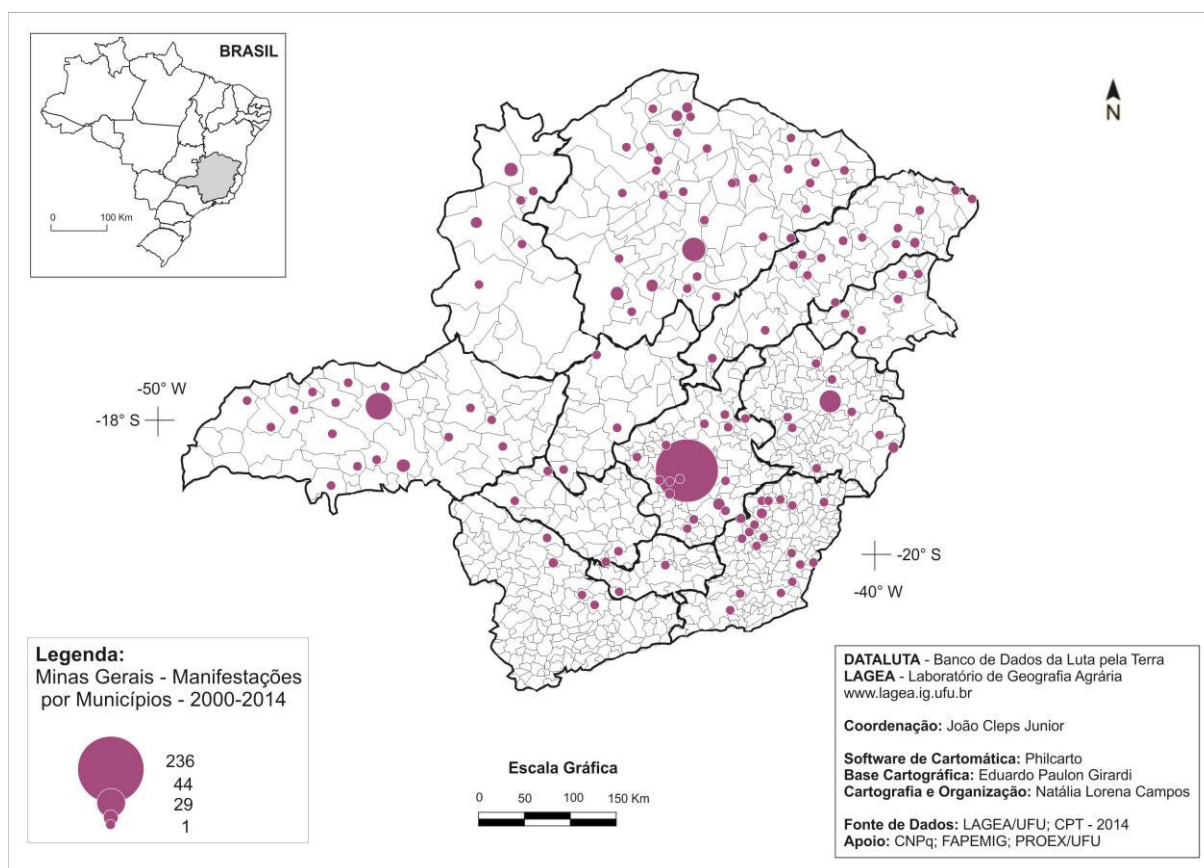 BRASIL
0 100 Km
N
-50° W
-18° S
-20° S
-40° W
Legenda:
Minas Gerais - Manifestações
por Municípios - 2000-2014
236
44
29
1
Escala Gráfica
0 50 100 150 Km
DATALUTA - Banco de Dados da Luta pela Terra
LAGEA - Laboratório de Geografia Agrária
www.lagea.ig.ufu.br
Coordenação: João Cleps Junior
Software de Cartomática: Philcarto
Base Cartográfica: Eduardo Paulon Girardi
Cartografia e Organização: Natália Lorena Campos
Fonte de Dados: LAGEA/UFU; CPT - 2014
Apoio: CNPq; FAPEMIG; PROEX/UFU